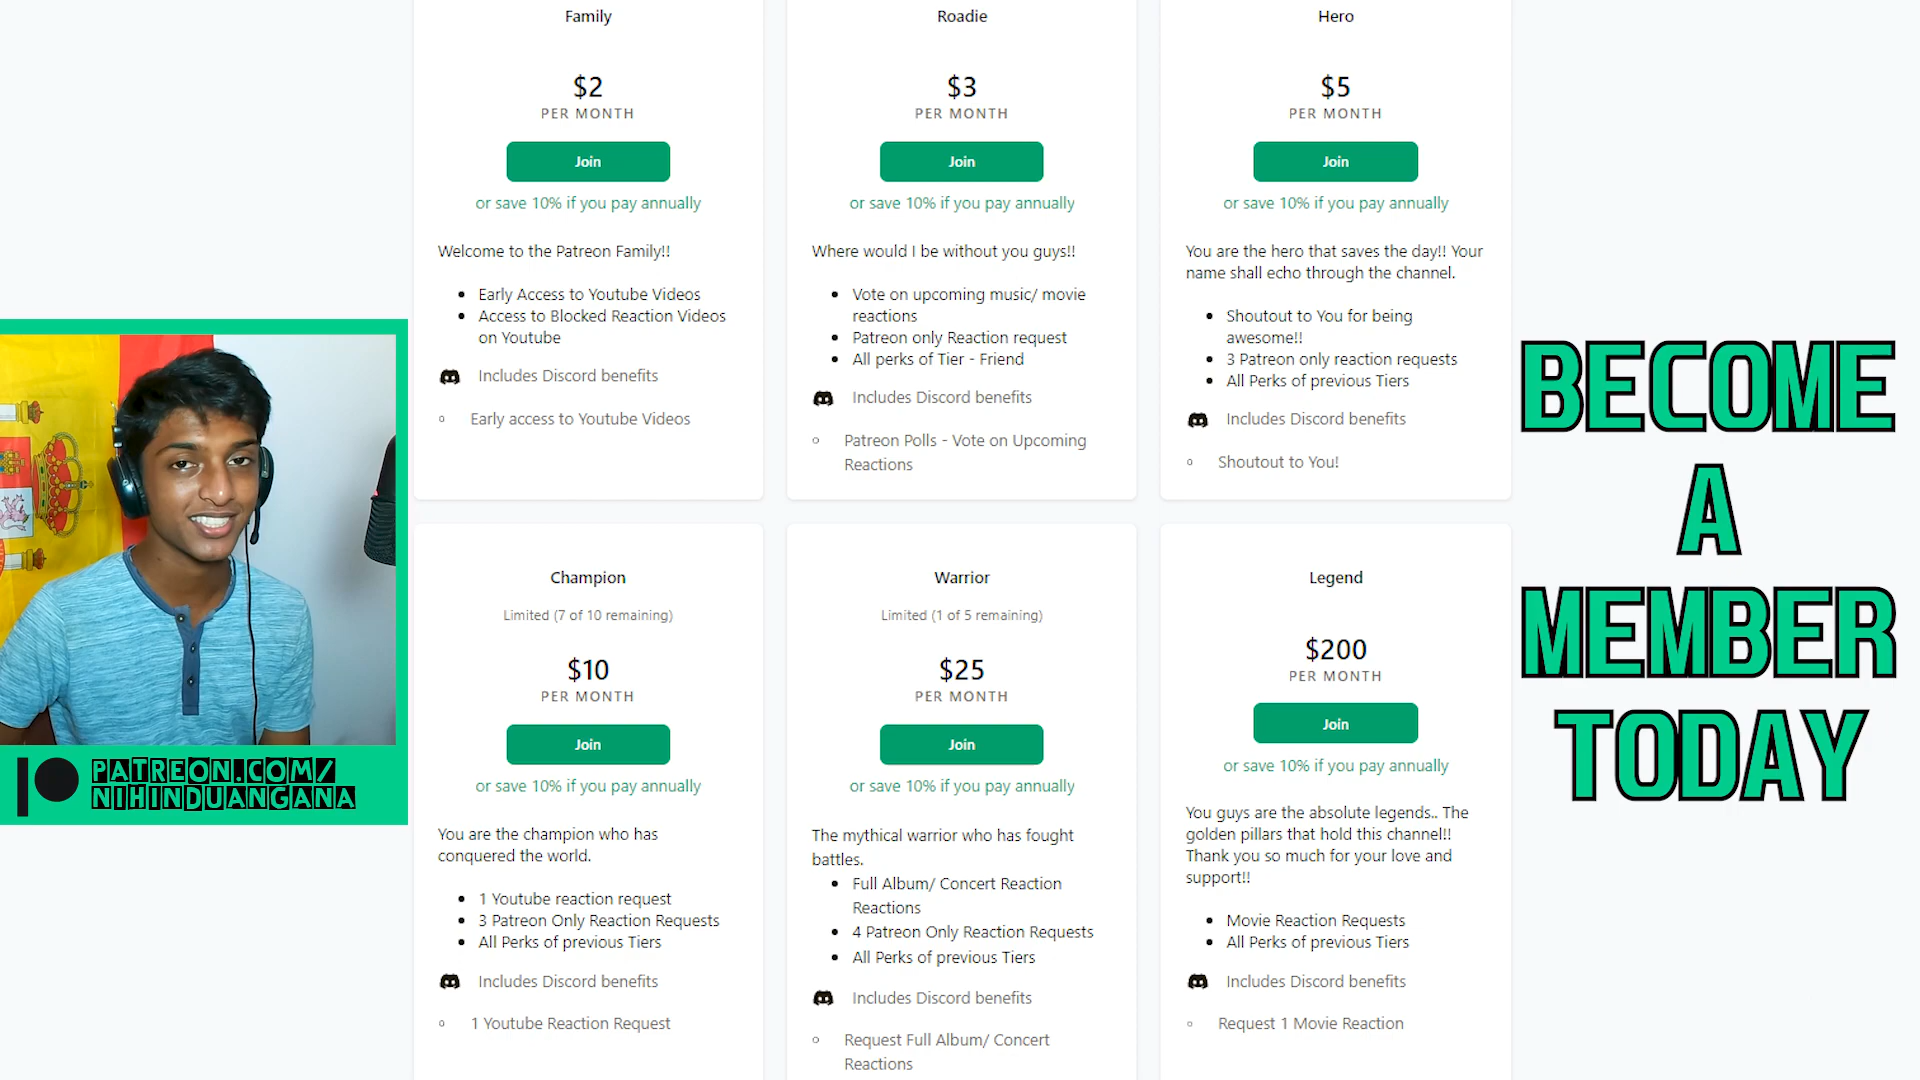 Family
$2
PER MONTH
Join
or save 10% if you pay annually
Welcome to the Patreon Family!!
• Early Access to Youtube Videos
• Access to Blocked Reaction Videos
on Youtube
Includes Discord benefits
○ Early access to Youtube Videos
Roadie
$3
PER MONTH
Join
or save 10% if you pay annually
Where would I be without you guys!!
• Vote on upcoming music/ movie
reactions
• Patreon only Reaction request
• All perks of Tier - Friend
Includes Discord benefits
○ Patreon Polls - Vote on Upcoming
Reactions
Hero
$5
PER MONTH
Join
or save 10% if you pay annually
You are the hero that saves the day!! Your
name shall echo through the channel.
• Shoutout to You for being
awesome!!
• 3 Patreon only reaction requests
• All Perks of previous Tiers
Includes Discord benefits
○ Shoutout to You!
Champion
Limited (7 of 10 remaining)
$10
PER MONTH
Join
or save 10% if you pay annually
You are the champion who has
conquered the world.
• 1 Youtube reaction request
• 3 Patreon Only Reaction Requests
• All Perks of previous Tiers
Includes Discord benefits
○ 1 Youtube Reaction Request
Warrior
Limited (1 of 5 remaining)
$25
PER MONTH
Join
or save 10% if you pay annually
The mythical warrior who has fought
battles.
• Full Album/ Concert Reaction
Reactions
• 4 Patreon Only Reaction Requests
• All Perks of previous Tiers
Includes Discord benefits
○ Request Full Album/ Concert
Reactions
Legend
$200
PER MONTH
Join
or save 10% if you pay annually
You guys are the absolute legends.. The
golden pillars that hold this channel!!
Thank you so much for your love and
support!!
• Movie Reaction Requests
• All Perks of previous Tiers
Includes Discord benefits
○ Request 1 Movie Reaction
PATREON.COM/
NIHINDUANGANA
BECOME
A
MEMBER
TODAY